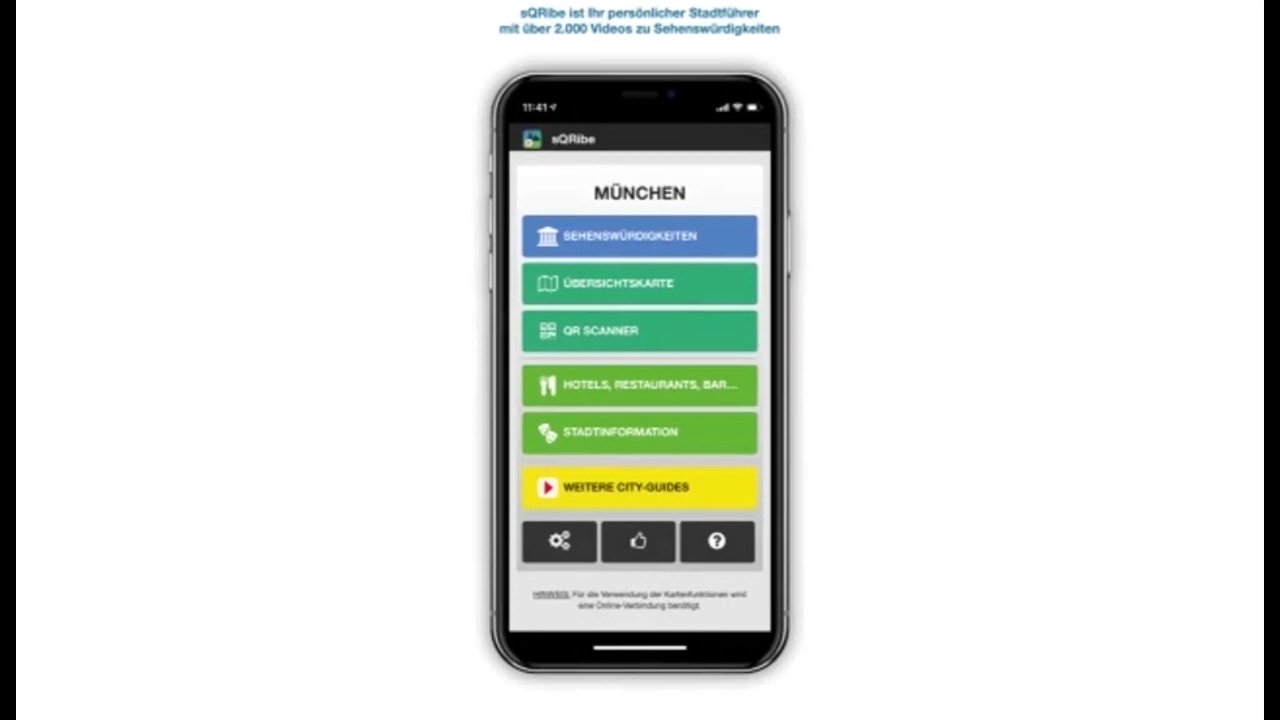 sQRibe ist Ihr persönlicher Stadtführer
mit über 2.000 Videos zu Sehenswürdigkeiten
11:41
sQRibe
MÜNCHEN
SEHENSWÜRDIGKEITEN
ÜBERSICHTSKARTE
QR SCANNER
HOTELS, RESTAURANTS, BAR...
STADTINFORMATION
WEITERE CITY-GUIDES
HINWEIS: Für die Verwendung der Kartenfunktionen wird
eine Online-Verbindung benötigt.